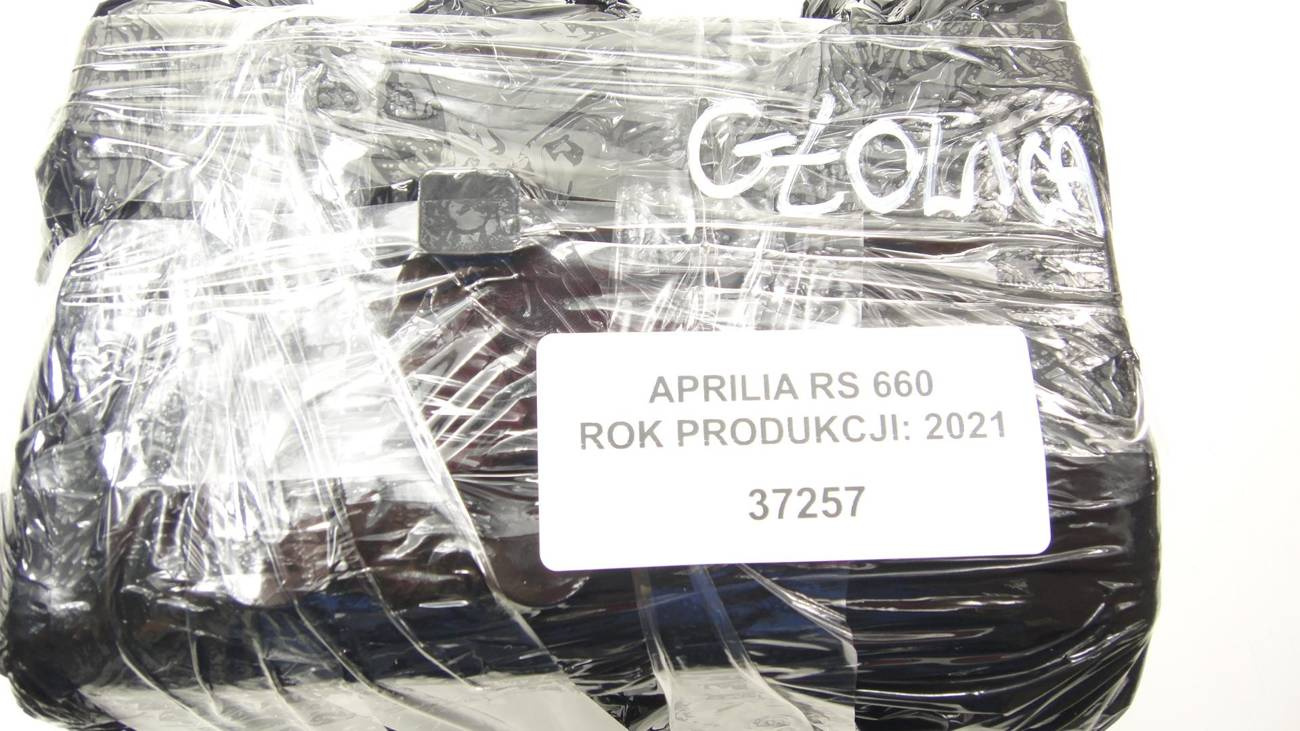 GŁOWICA
APRILIA RS 660
ROK PRODUKCJI: 2021
37257